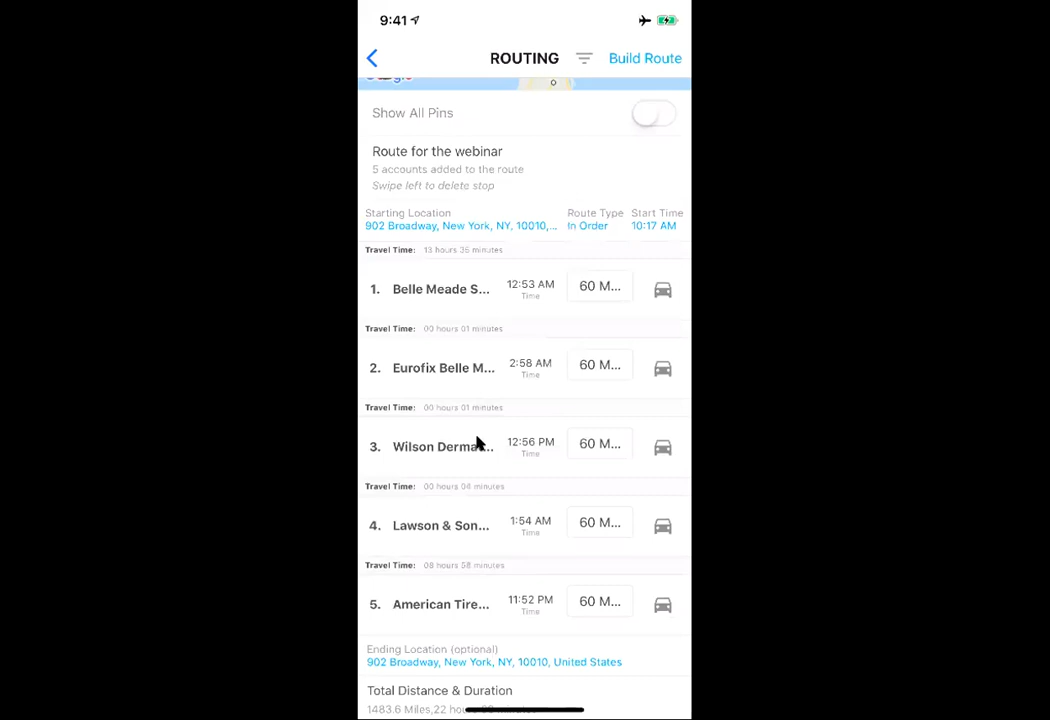 9:41
ROUTING
Build Route
Show All Pins
Route for the webinar
5 accounts added to the route
Swipe left to delete stop
Starting Location
Route Type
Start Time
902 Broadway, New York, NY, 10010,...
In Order
10:17 AM
Travel Time: 13 hours 35 minutes
1. Belle Meade S... 12:53 AM 60 M...
Time
Travel Time: 00 hours 01 minutes
2. Eurofix Belle M... 2:58 AM 60 M...
Time
Travel Time: 00 hours 01 minutes
3. Wilson 12:56 PM 60 M...
Time
Travel Time: 00 hours 06 minutes
4. Lawson & Son... 1:54 AM 60 M...
Time
Travel Time: 08 hours 58 minutes
5. American Tire... 11:52 PM 60 M...
Time
Ending Location (optional)
902 Broadway, New York, NY, 10010, United States
Total Distance & Duration
1483.6 Miles,22